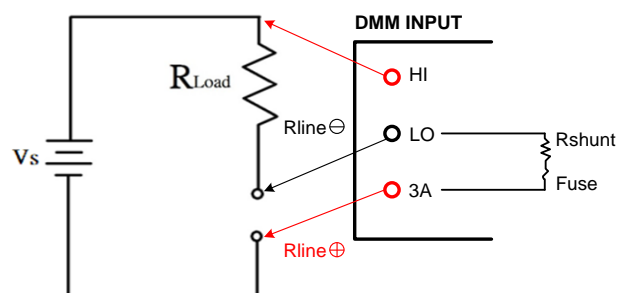 DMM INPUT
HI
RLoad
Rline⊖
LO
Rshunt
Vs
3A
Fuse
Rline⊕